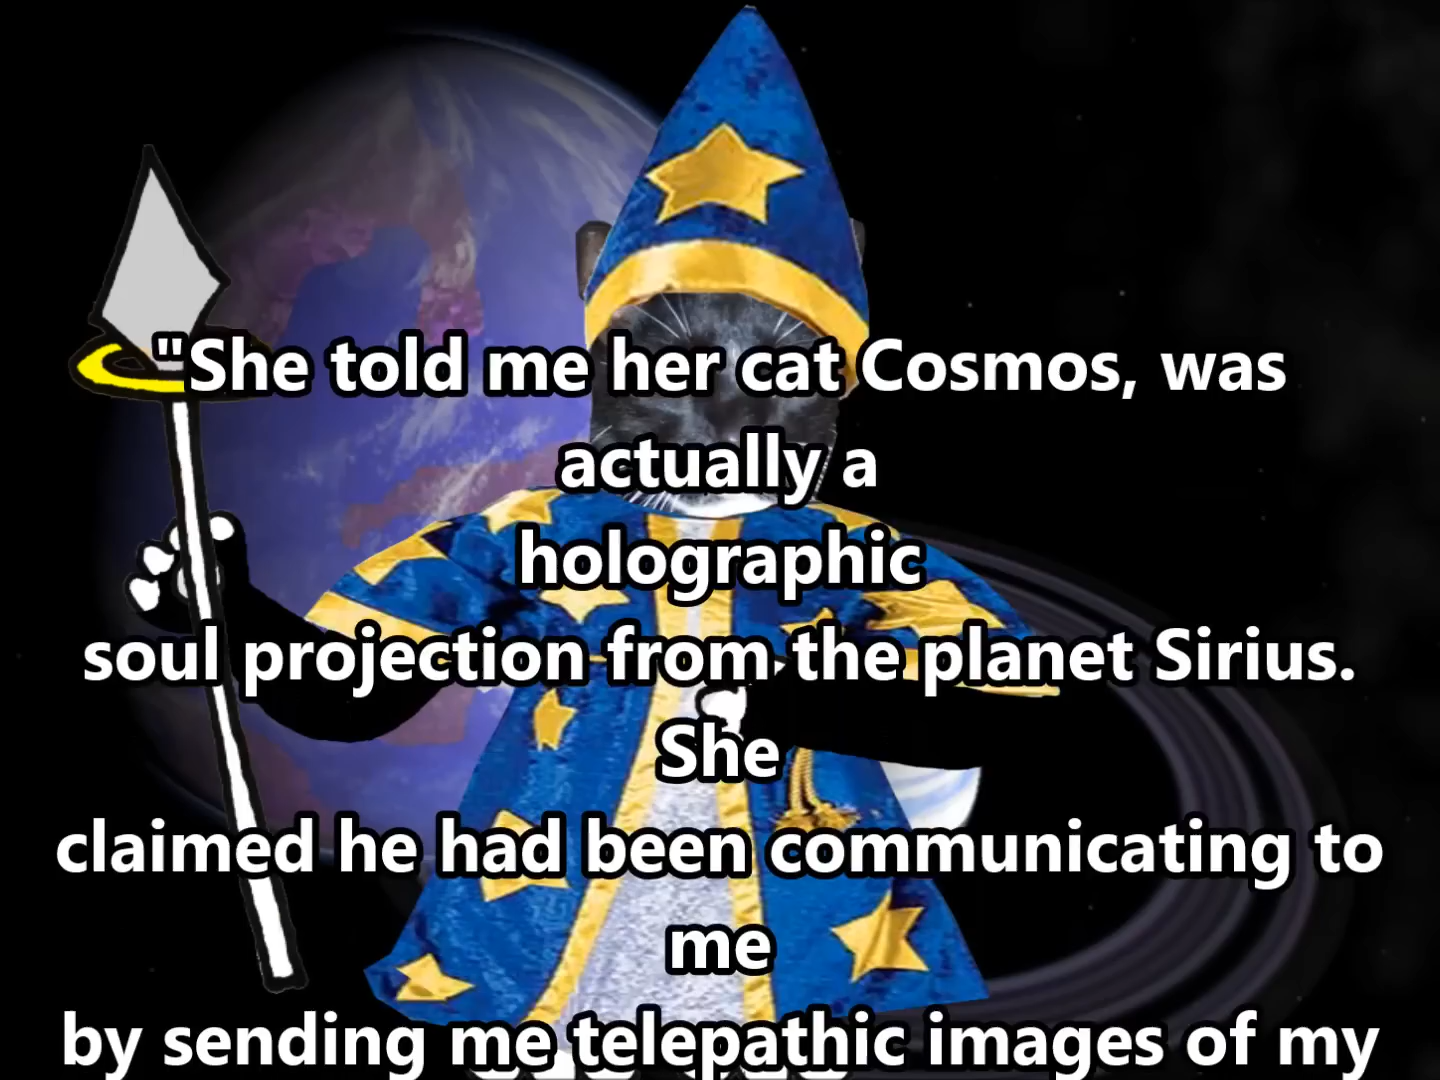 "She told me her cat Cosmos, was
actually a
holographic
soul projection from the planet Sirius.
She
claimed he had been communicating to
me
by sending me telepathic images of my